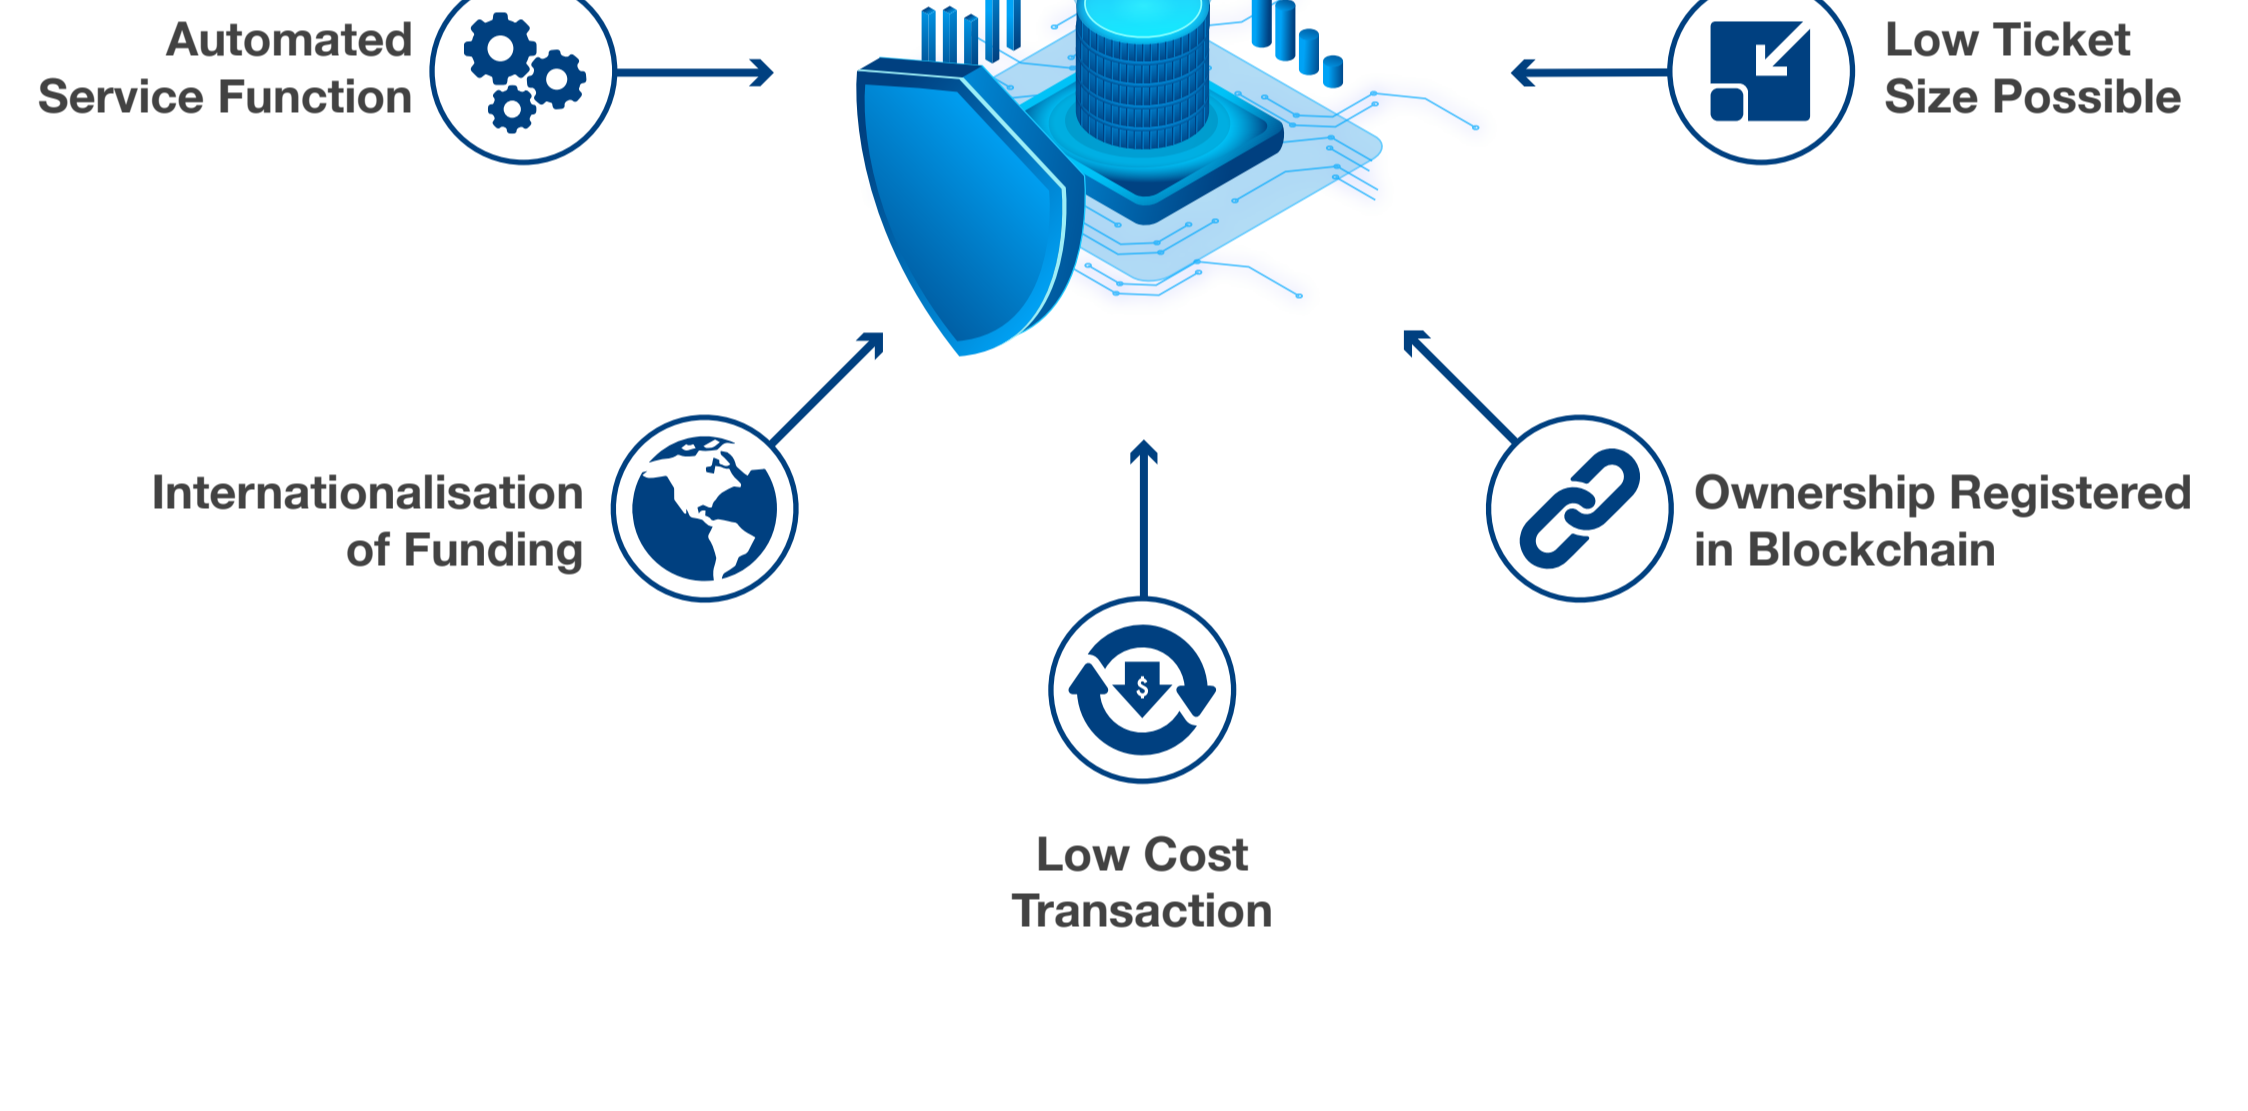 Automated
Service Function
Low Ticket
Size Possible
Internationalisation
of Funding
Ownership Registered
in Blockchain
$
Low Cost
Transaction